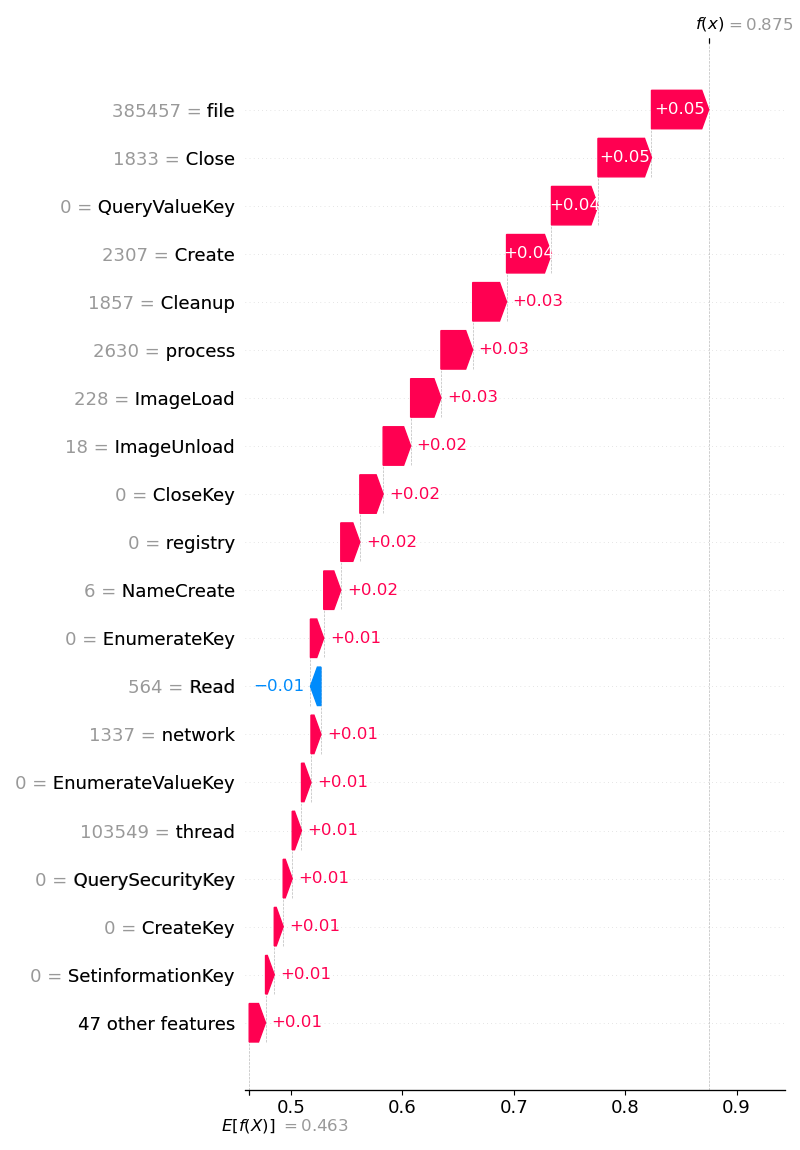 f(x) = 0.875
385457 = file +0.05
1833 = Close +0.05
0 = QueryValueKey +0.04
2307 = Create +0.04
1857 = Cleanup +0.03
2630 = process +0.03
228 = ImageLoad +0.03
18 = ImageUnload +0.02
0 = CloseKey +0.02
0 = registry +0.02
6 = NameCreate +0.02
0 = EnumerateKey +0.01
564 = Read −0.01
1337 = network +0.01
0 = EnumerateValueKey +0.01
103549 = thread +0.01
0 = QuerySecurityKey +0.01
0 = CreateKey +0.01
0 = SetinformationKey +0.01
47 other features +0.01
0.5 0.6 0.7 0.8 0.9
E[f(X)] = 0.463